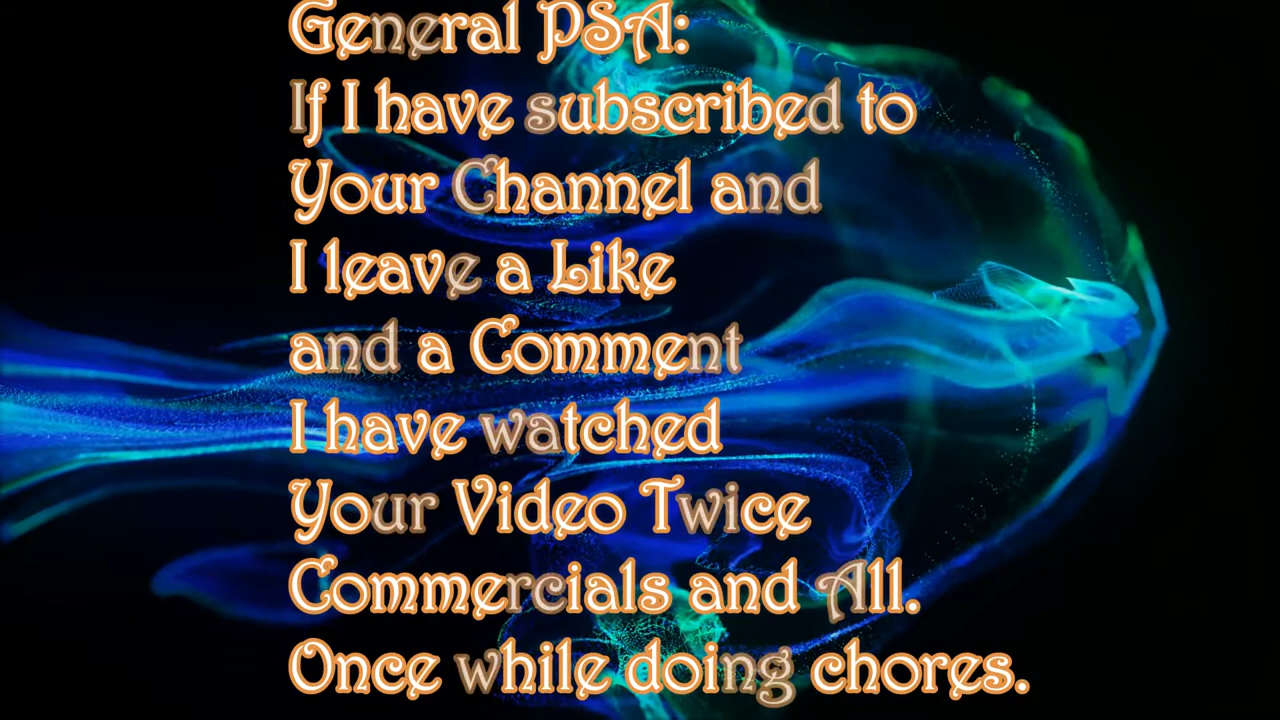 General PSA:
If I have subscribed to
Your Channel and
I leave a Like
and a Comment
I have watched
Your Video Twice
Commercials and All.
Once while doing chores.